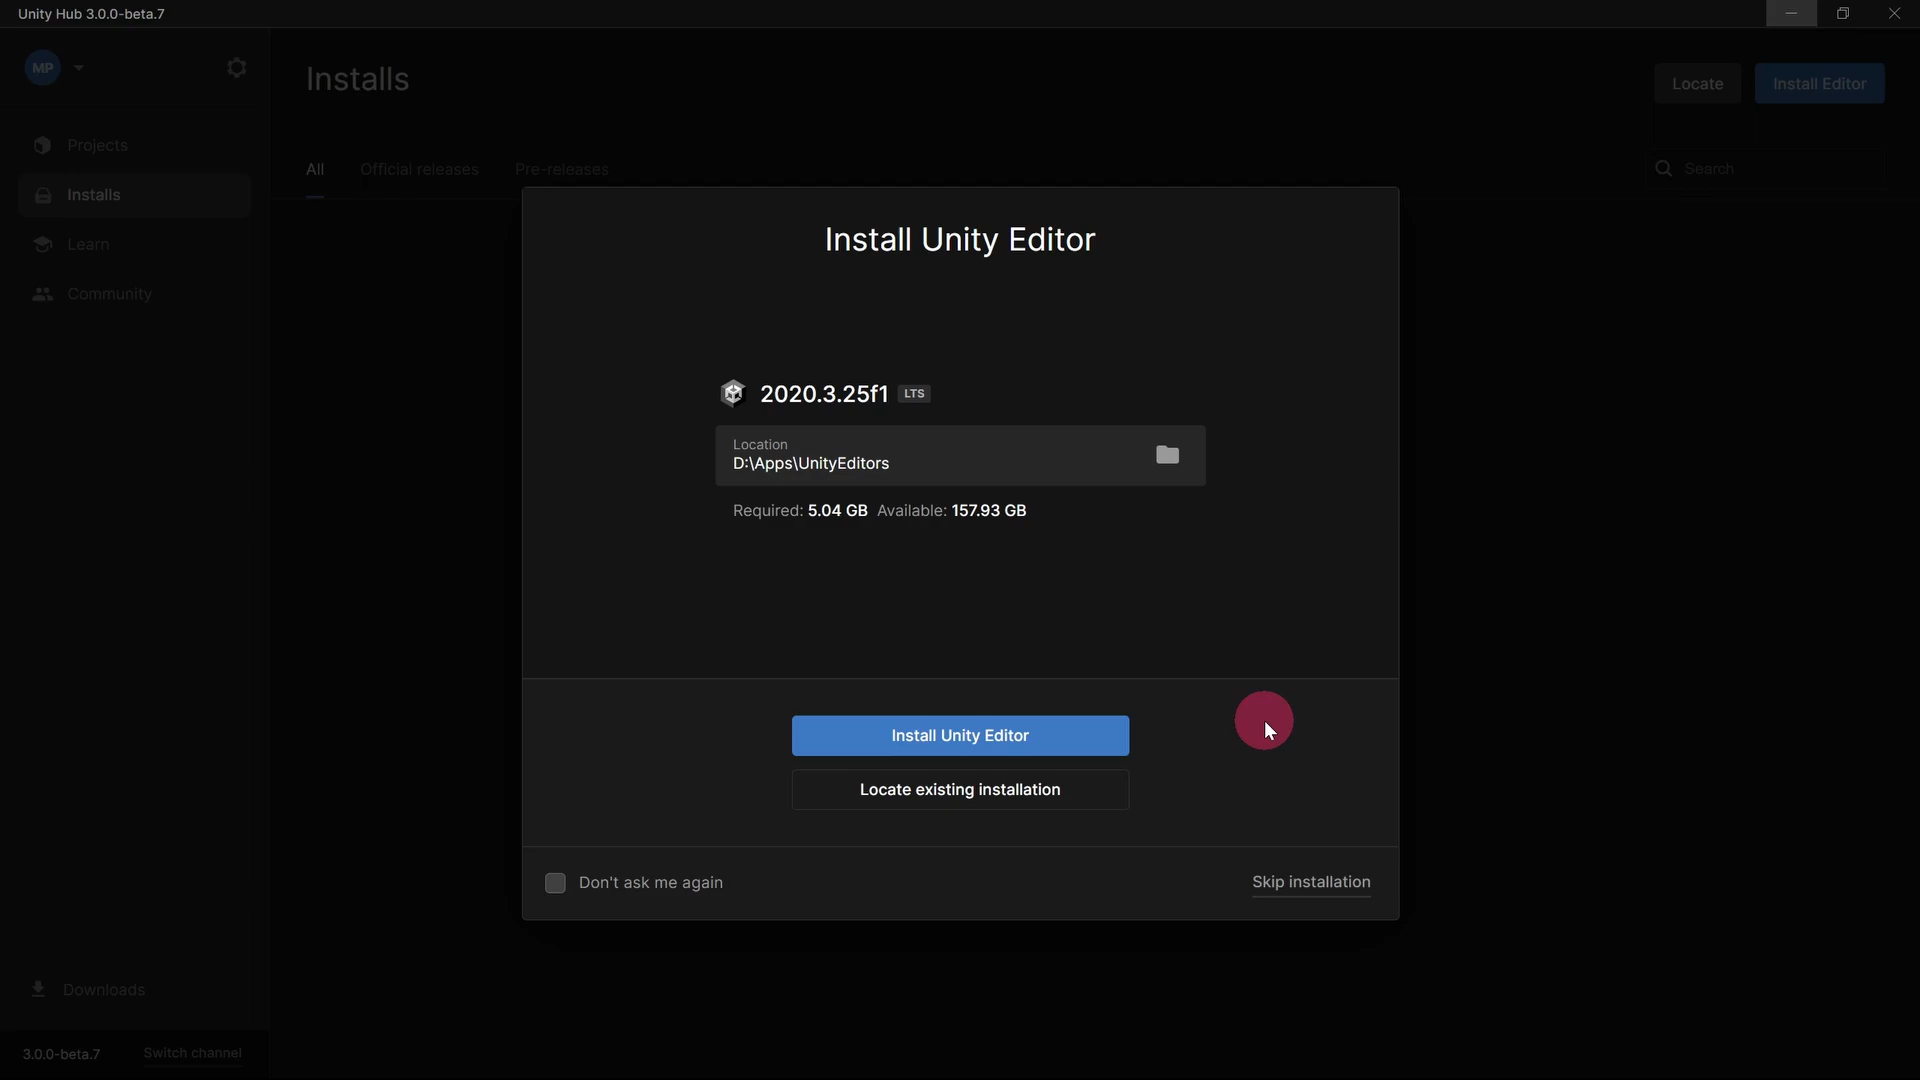 Unity Hub 3.0.0-beta.7
MP
Installs
Locate
Install Editor
Projects
Installs
Learn
Community
All
Official releases
Pre-releases
Search
Install Unity Editor
2020.3.25f1 LTS
Location
D:\Apps\UnityEditors
Required: 5.04 GB Available: 157.93 GB
Install Unity Editor
Locate existing installation
Don't ask me again
Skip installation
Downloads
3.0.0-beta.7
Switch channel